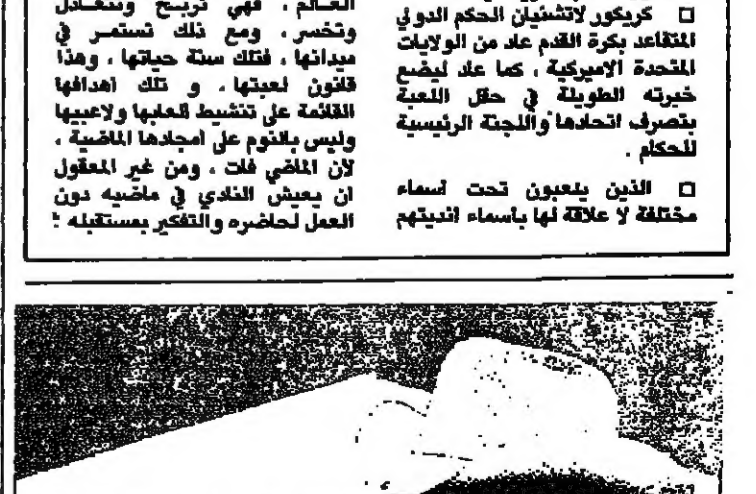 □ كريكور لاتشنيان الحكم الدولي
المتقاعد بكرة القدم عاد من الولايات
المتحدة الاميركية ، كما عاد ليضع
خبرته الطويلة في حقل اللعبة
بتصرف اتحادها واللجنة الرئيسية
للحكام .
□ الذين يلعبون تحت اسماء
مختلفة لا علاقة لها بأسماء انديتهم
العالم ، فهي تربح وتتعادل
وتخسر ، ومع ذلك تستمر في
ميدانها ، فتلك سنة حياتها ، وهذا
قانون لعبتها ، و تلك اهدافها
القائمة على تنشيط العابها ولاعبيها
وليس بالنوم على امجادها الماضية ،
لان الماضي فات ، ومن غير المعقول
ان يعيش النادي في ماضيه دون
العمل لحاضره والتفكير بمستقبله !